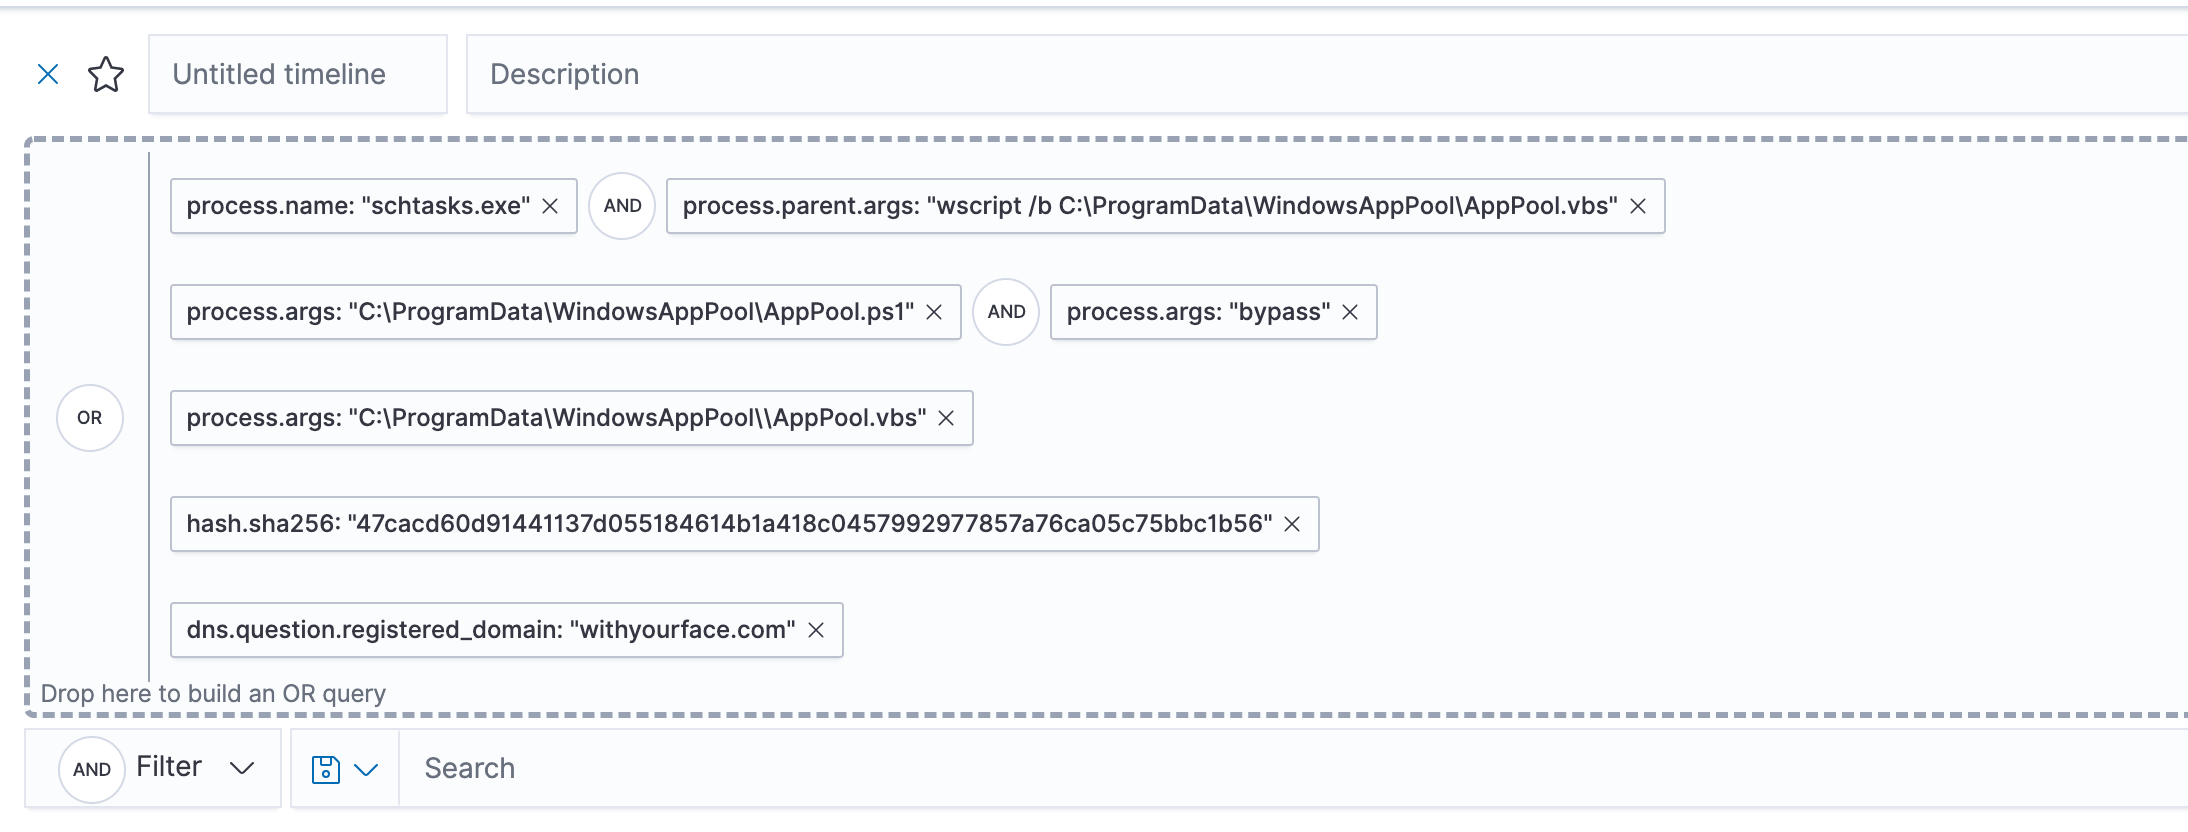 Untitled timeline Description
process.name: "schtasks.exe" AND process.parent.args: "wscript /b C:\ProgramData\WindowsAppPool\AppPool.vbs"
process.args: "C:\ProgramData\WindowsAppPool\AppPool.ps1" AND process.args: "bypass"
OR process.args: "C:\ProgramData\WindowsAppPool\\AppPool.vbs"
hash.sha256: "47cacd60d91441137d055184614b1a418c0457992977857a76ca05c75bbc1b56"
dns.question.registered_domain: "withyourface.com"
Drop here to build an OR query
AND Filter Search